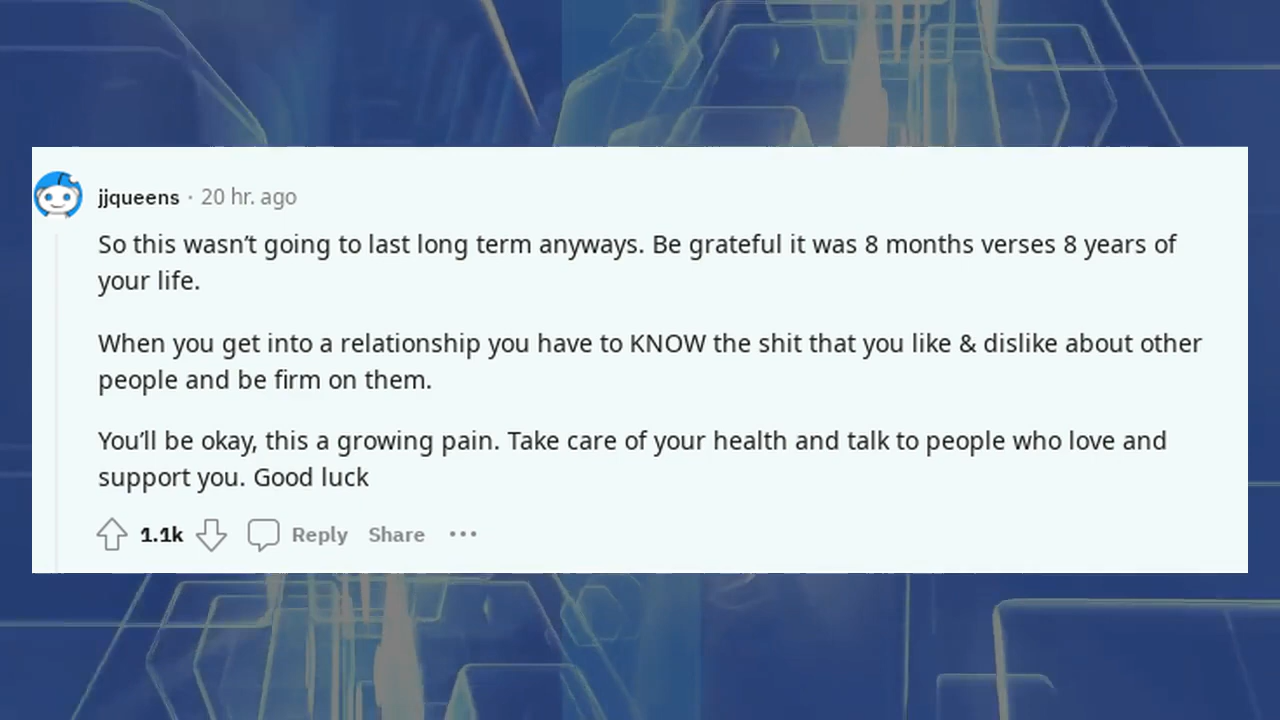 jjqueens · 20 hr. ago
So this wasn’t going to last long term anyways. Be grateful it was 8 months verses 8 years of
your life.
When you get into a relationship you have to KNOW the shit that you like & dislike about other
people and be firm on them.
You’ll be okay, this a growing pain. Take care of your health and talk to people who love and
support you. Good luck
1.1k Reply Share